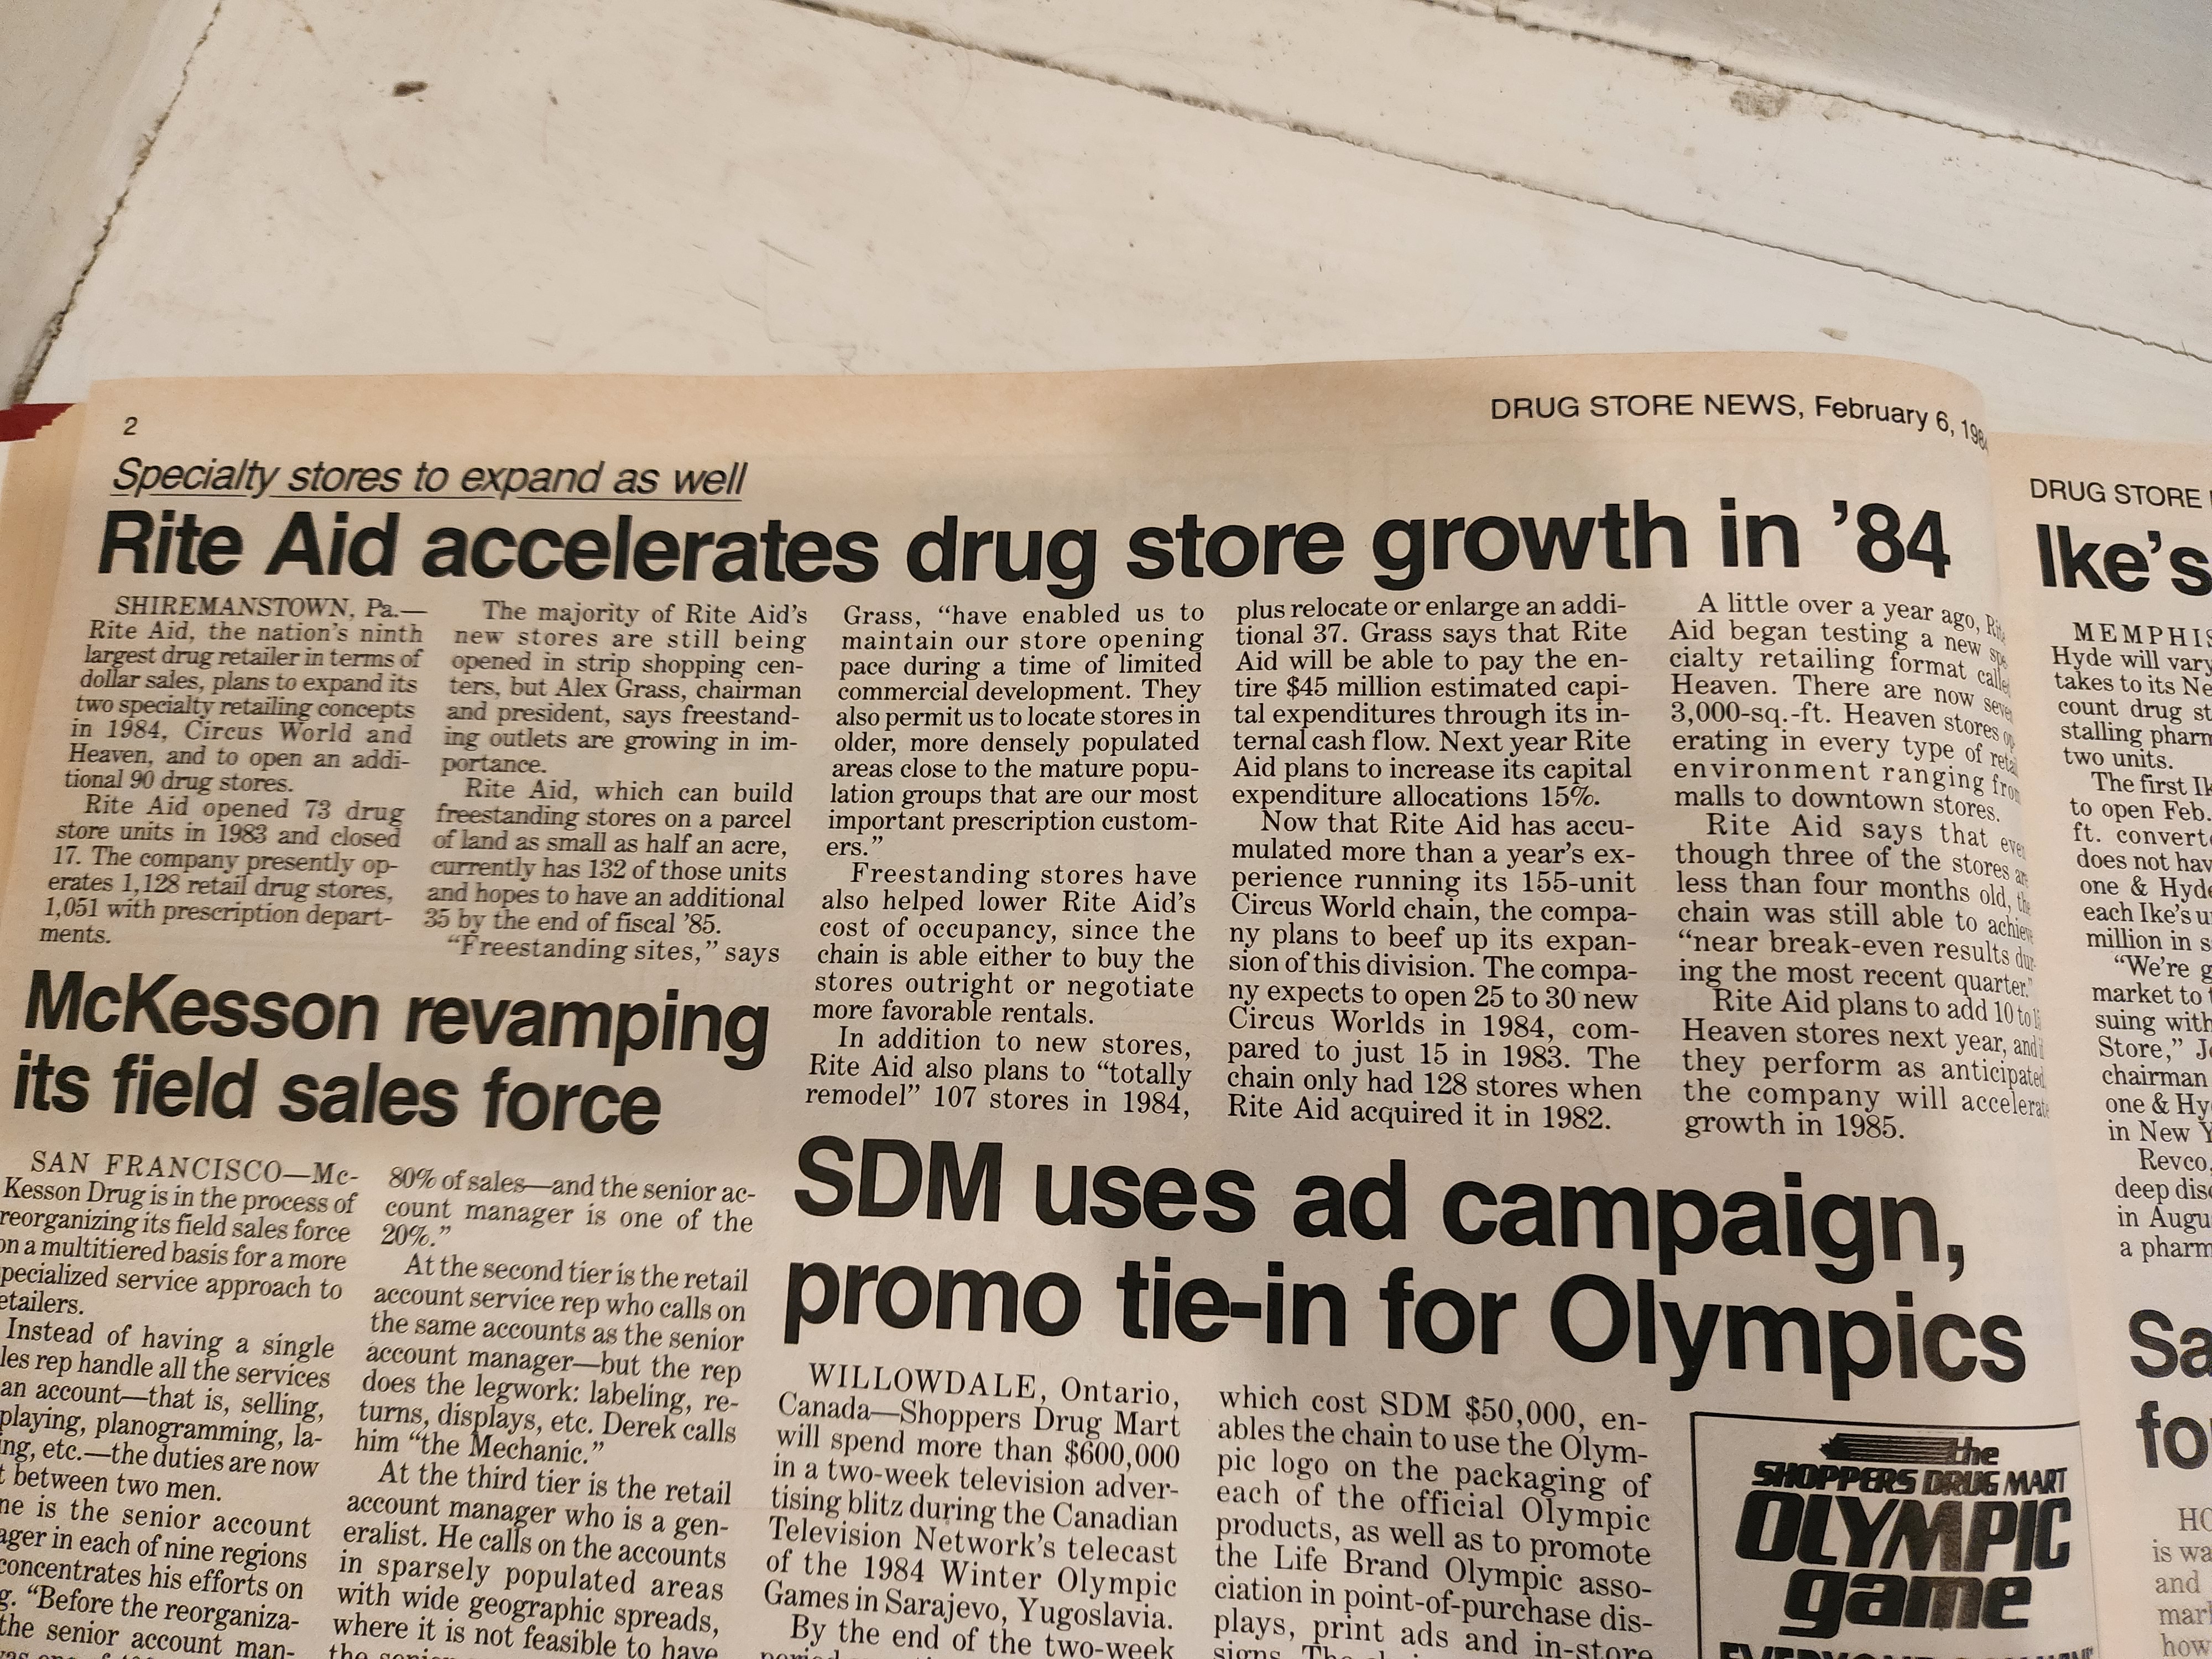 2
DRUG STORE NEWS, February 6, 198
Specialty stores to expand as well
Rite Aid accelerates drug store growth in ’84
SHIREMANSTOWN, Pa.—
Rite Aid, the nation’s ninth
largest drug retailer in terms of
dollar sales, plans to expand its
two specialty retailing concepts
in 1984, Circus World and
Heaven, and to open an addi-
tional 90 drug stores.
Rite Aid opened 73 drug
store units in 1983 and closed
17. The company presently op-
erates 1,128 retail drug stores,
1,051 with prescription depart-
ments.
The majority of Rite Aid’s
new stores are still being
opened in strip shopping cen-
ters, but Alex Grass, chairman
and president, says freestand-
ing outlets are growing in im-
portance.
Rite Aid, which can build
freestanding stores on a parcel
of land as small as half an acre,
currently has 132 of those units
and hopes to have an additional
35 by the end of fiscal ’85.
“Freestanding sites,” says
Grass, “have enabled us to
maintain our store opening
pace during a time of limited
commercial development. They
also permit us to locate stores in
older, more densely populated
areas close to the mature popu-
lation groups that are our most
important prescription custom-
ers.”
Freestanding stores have
also helped lower Rite Aid’s
cost of occupancy, since the
chain is able either to buy the
stores outright or negotiate
more favorable rentals.
In addition to new stores,
Rite Aid also plans to “totally
remodel” 107 stores in 1984,
plus relocate or enlarge an addi-
tional 37. Grass says that Rite
Aid will be able to pay the en-
tire $45 million estimated capi-
tal expenditures through its in-
ternal cash flow. Next year Rite
Aid plans to increase its capital
expenditure allocations 15%.
Now that Rite Aid has accu-
mulated more than a year’s ex-
perience running its 155-unit
Circus World chain, the compa-
ny plans to beef up its expan-
sion of this division. The compa-
ny expects to open 25 to 30 new
Circus Worlds in 1984, com-
pared to just 15 in 1983. The
chain only had 128 stores when
Rite Aid acquired it in 1982.
A little over a year ago, Rite
Aid began testing a new spe-
cialty retailing format called
Heaven. There are now seven
3,000-sq.-ft. Heaven stores op-
erating in every type of retail
environment ranging from
malls to downtown stores.
Rite Aid says that even
though three of the stores are
less than four months old, the
chain was still able to achieve
“near break-even results dur-
ing the most recent quarter.”
Rite Aid plans to add 10 to
Heaven stores next year, and if
they perform as anticipated,
the company will accelerate
growth in 1985.
McKesson revamping
its field sales force
SAN FRANCISCO—Mc-
Kesson Drug is in the process of
reorganizing its field sales force
on a multitiered basis for a more
pecialized service approach to
etailers.
Instead of having a single
les rep handle all the services
an account—that is, selling,
playing, planogramming, la-
ing, etc.—the duties are now
t between two men.
ne is the senior account
ager in each of nine regions
concentrates his efforts on
g. “Before the reorganiza-
the senior account man-
80% of sales—and the senior ac-
count manager is one of the
20%.”
At the second tier is the retail
account service rep who calls on
the same accounts as the senior
account manager—but the rep
does the legwork: labeling, re-
turns, displays, etc. Derek calls
him “the Mechanic.”
At the third tier is the retail
account manager who is a gen-
eralist. He calls on the accounts
in sparsely populated areas
with wide geographic spreads,
where it is not feasible to have
SDM uses ad campaign,
promo tie-in for Olympics
WILLOWDALE, Ontario,
Canada—Shoppers Drug Mart
will spend more than $600,000
in a two-week television adver-
tising blitz during the Canadian
Television Network’s telecast
of the 1984 Winter Olympic
Games in Sarajevo, Yugoslavia.
By the end of the two-week
which cost SDM $50,000, en-
ables the chain to use the Olym-
pic logo on the packaging of
each of the official Olympic
products, as well as to promote
the Life Brand Olympic asso-
ciation in point-of-purchase dis-
plays, print ads and in-store
the
SHOPPERS DRUG MART
OLYMPIC
game
DRUG STORE
Ike’s
MEMPHIS
Hyde will vary
takes to its Ne
count drug st
stalling pharm
two units.
The first Ik
to open Feb.
ft. converte
does not hav
one & Hyde
each Ike’s u
million in s
“We’re g
market to
suing with
Store,” Je
chairman
one & Hy
in New Y
Revco,
deep disc
in Augu
a pharm
Sa
fo
HO
is wa
and
mark
how